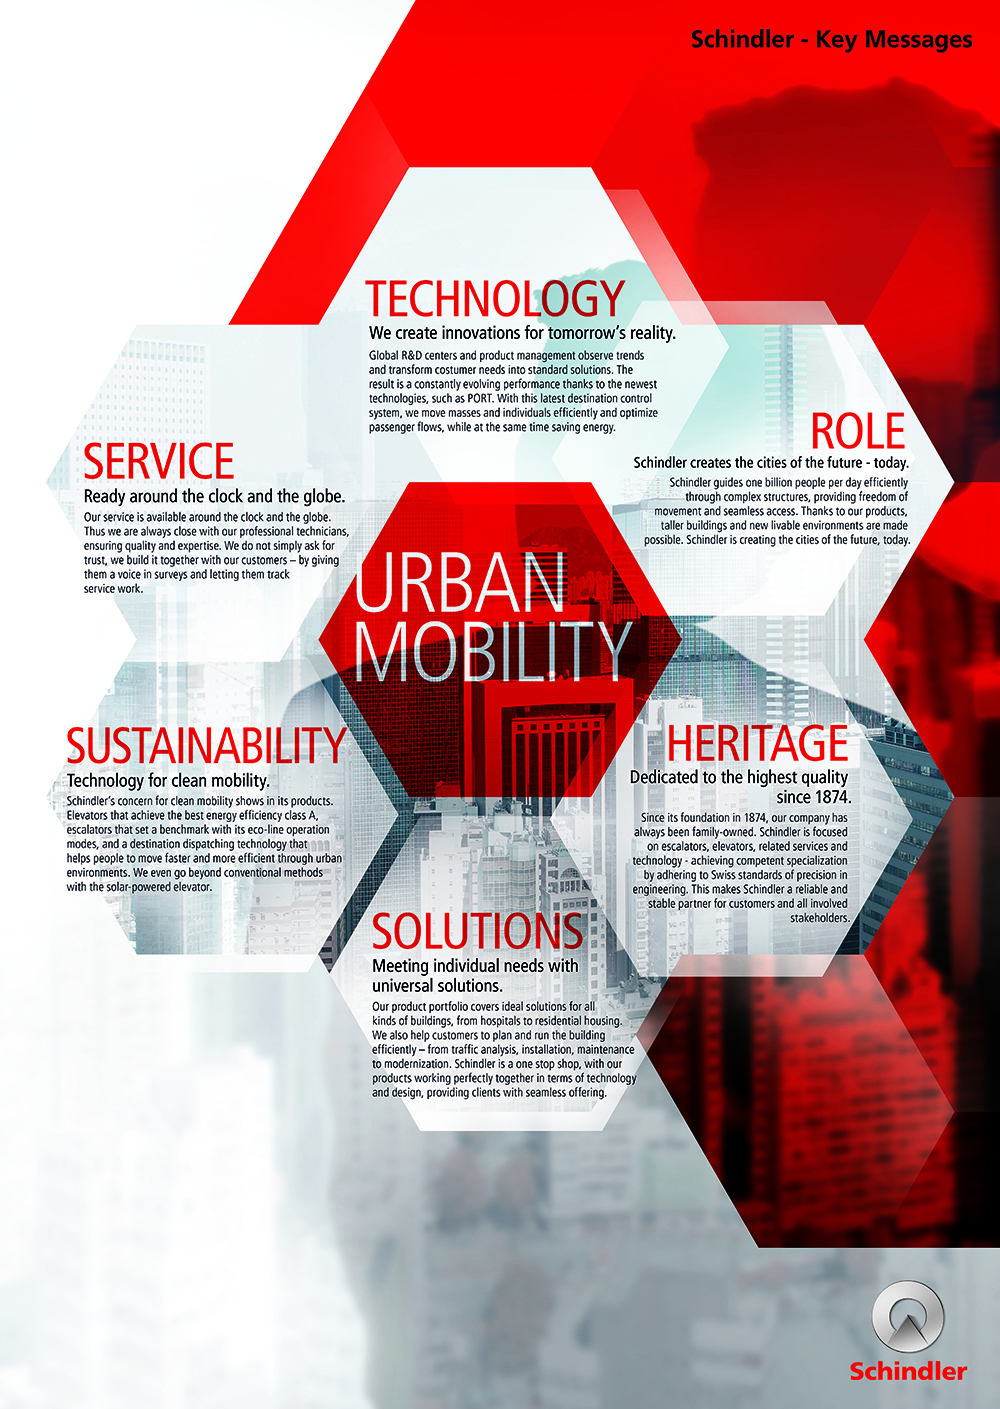 Schindler - Key Messages
TECHNOLOGY
We create innovations for tomorrow's reality.
Global R&D centers and product management observe trends
and transform costumer needs into standard solutions. The
result is a constantly evolving performance thanks to the newest
technologies, such as PORT. With this latest destination control
system, we move masses and individuals efficiently and optimize
passenger flows, while at the same time saving energy.
ROLE
Schindler creates the cities of the future - today.
Schindler guides one billion people per day efficiently
through complex structures, providing freedom of
movement and seamless access. Thanks to our products,
taller buildings and new livable environments are made
possible. Schindler is creating the cities of the future, today.
SERVICE
Ready around the clock and the globe.
Our service is available around the clock and the globe.
Thus we are always close with our professional technicians,
ensuring quality and expertise. We do not simply ask for
trust, we build it together with our customers – by giving
them a voice in surveys and letting them track
service work.
URBAN
MOBILITY
SUSTAINABILITY
Technology for clean mobility.
Schindler's concern for clean mobility shows in its products.
Elevators that achieve the best energy efficiency class A,
escalators that set a benchmark with its eco-line operation
modes, and a destination dispatching technology that
helps people to move faster and more efficient through urban
environments. We even go beyond conventional methods
with the solar-powered elevator.
HERITAGE
Dedicated to the highest quality
since 1874.
Since its foundation in 1874, our company has
always been family-owned. Schindler is focused
on escalators, elevators, related services and
technology - achieving competent specialization
by adhering to Swiss standards of precision in
engineering. This makes Schindler a reliable and
stable partner for customers and all involved
stakeholders.
SOLUTIONS
Meeting individual needs with
universal solutions.
Our product portfolio covers ideal solutions for all
kinds of buildings, from hospitals to residential housing.
We also help customers to plan and run the building
efficiently – from traffic analysis, installation, maintenance
to modernization. Schindler is a one stop shop, with our
products working perfectly together in terms of technology
and design, providing clients with seamless offering.
Schindler